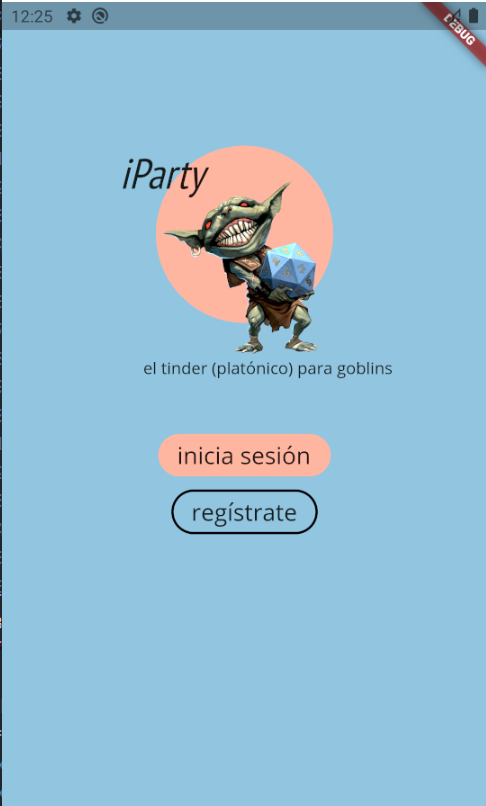 12:25
DEBUG
iParty
el tinder (platónico) para goblins
inicia sesión
regístrate